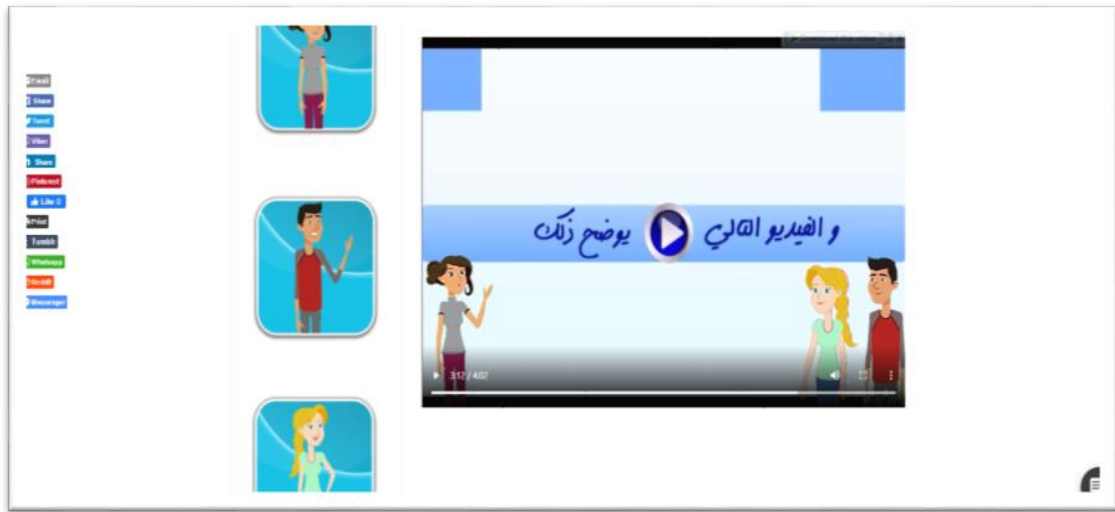 Email
Share
Tweet
Viber
Share
Pinterest
Like 0
Print
Tumblr
Whatsapp
Reddit
Messenger
و الفيديو التالي يوضح ذلك
3:12 / 4:02